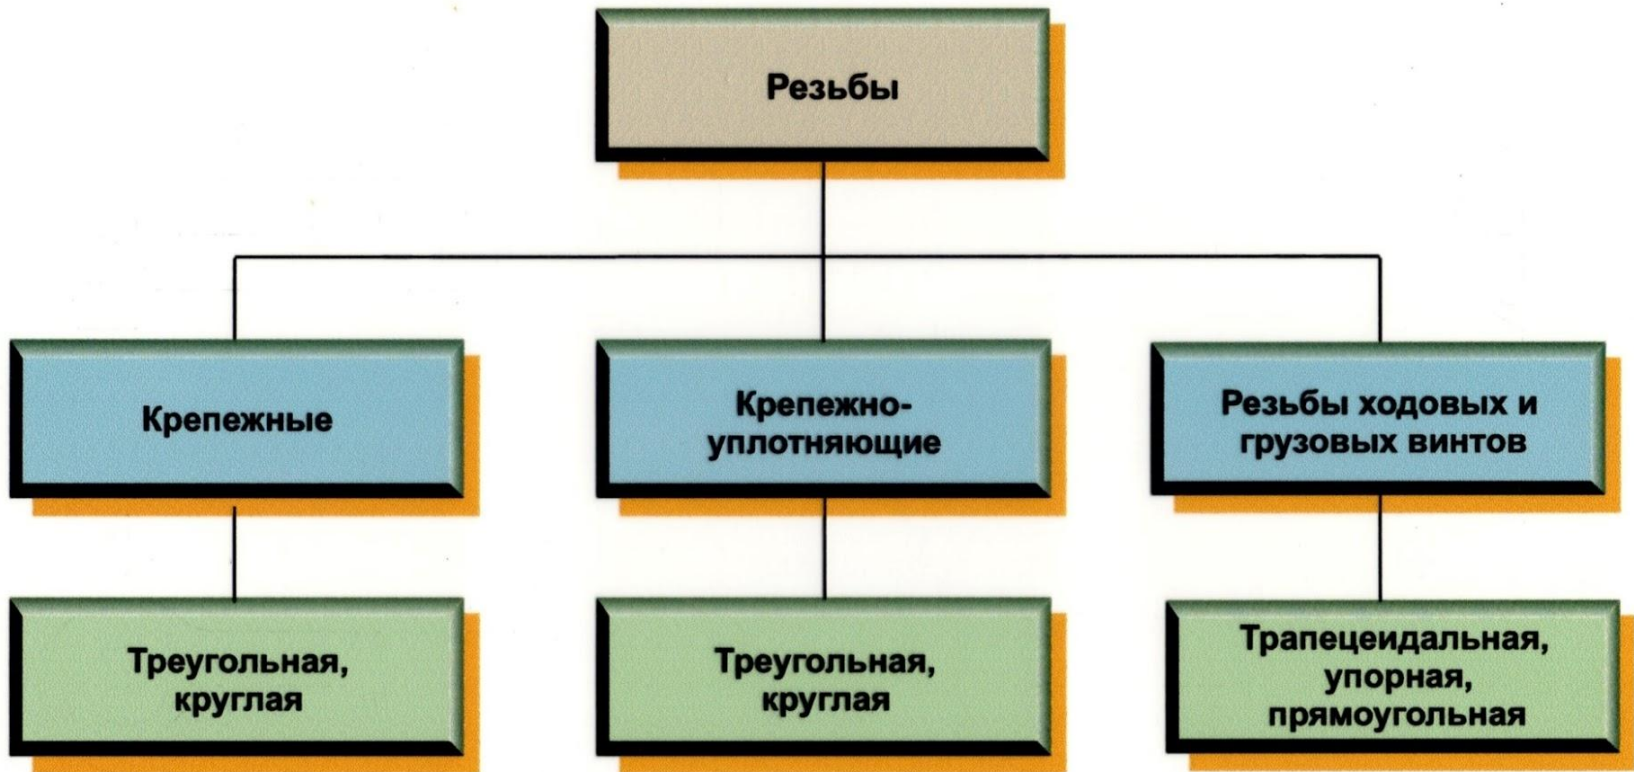 Резьбы
Крепежные
Крепежно-
уплотняющие
Резьбы ходовых и
грузовых винтов
Треугольная,
круглая
Треугольная,
круглая
Трапецеидальная,
упорная,
прямоугольная